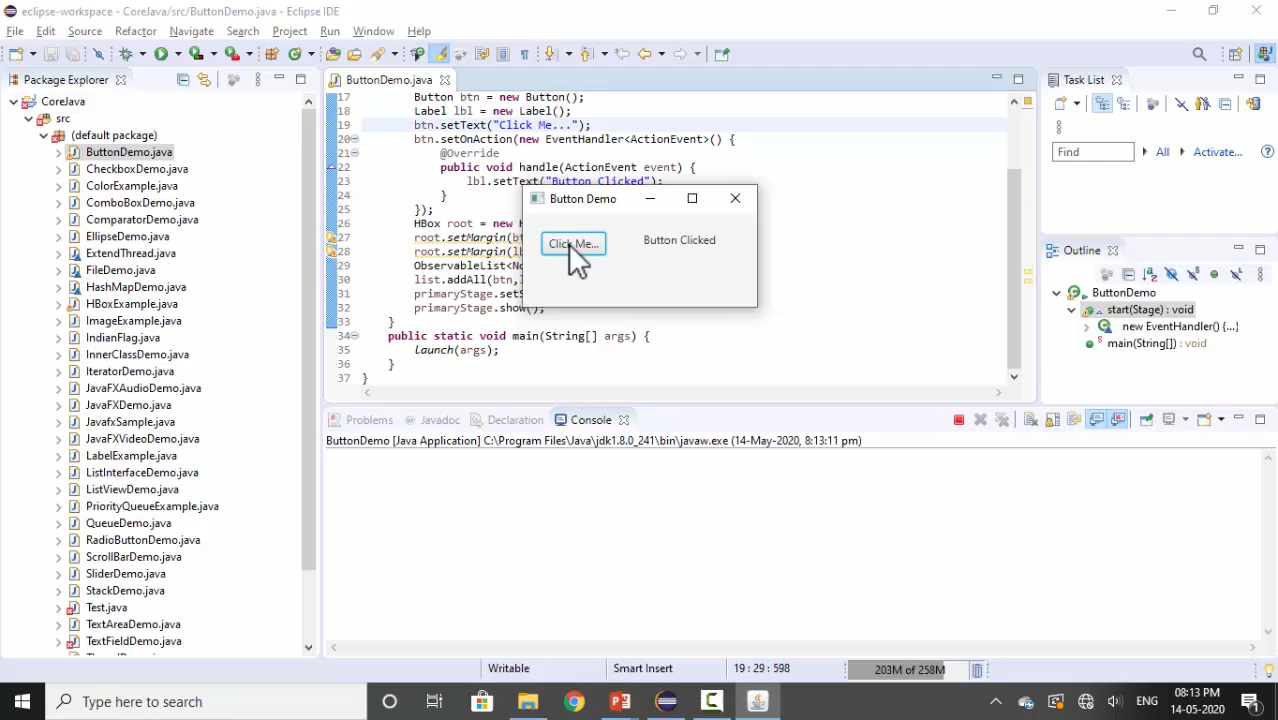 eclipse-workspace - CoreJava/src/ButtonDemo.java - Eclipse IDE
File Edit Source Refactor Navigate Search Project Run Window Help
Package Explorer
CoreJava
src
(default package)
ButtonDemo.java
CheckboxDemo.java
ColorExample.java
ComboBoxDemo.java
ComparatorDemo.java
EllipseDemo.java
ExtendThread.java
FileDemo.java
HashMapDemo.java
HBoxExample.java
ImageExample.java
IndianFlag.java
InnerClassDemo.java
IteratorDemo.java
JavaFXAudioDemo.java
JavaFXDemo.java
JavafxSample.java
JavaFXVideoDemo.java
LabelExample.java
ListInterfaceDemo.java
ListViewDemo.java
PriorityQueueExample.java
QueueDemo.java
RadioButtonDemo.java
ScrollBarDemo.java
SliderDemo.java
StackDemo.java
Test.java
TextAreaDemo.java
TextFieldDemo.java
ButtonDemo.java
17 Button btn = new Button();
18 Label lbl = new Label();
19 btn.setText("Click Me...");
20 btn.setOnAction(new EventHandler<ActionEvent>() {
21 @Override
22 public void handle(ActionEvent event) {
23 lbl.setText("Button Clicked");
24 }
25 });
26 HBox root = new H
27 root.setMargin(bt
28 root.setMargin(lb
29 ObservableList<No
30 list.addAll(btn,l
31 primaryStage.setS
32 primaryStage.show();
33 }
34 public static void main(String[] args) {
35 launch(args);
36 }
37 }
Button Demo
Click Me...
Button Clicked
Task List
Find All Activate...
Outline
ButtonDemo
start(Stage) : void
new EventHandler() {...}
main(String[]) : void
Problems Javadoc Declaration Console
ButtonDemo [Java Application] C:\Program Files\Java\jdk1.8.0_241\bin\javaw.exe (14-May-2020, 8:13:11 pm)
Writable Smart Insert 19 : 29 : 598 203M of 258M
Type here to search
ENG
08:13 PM
14-05-2020